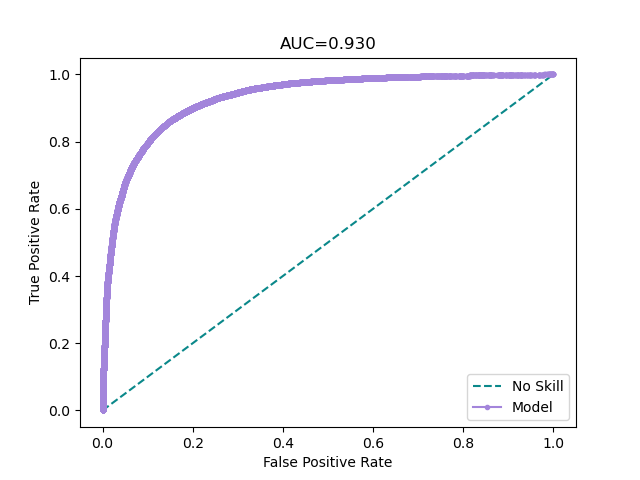 AUC=0.930
True Positive Rate
1.0
0.8
0.6
0.4
0.2
0.0
No Skill
Model
0.0 0.2 0.4 0.6 0.8 1.0
False Positive Rate